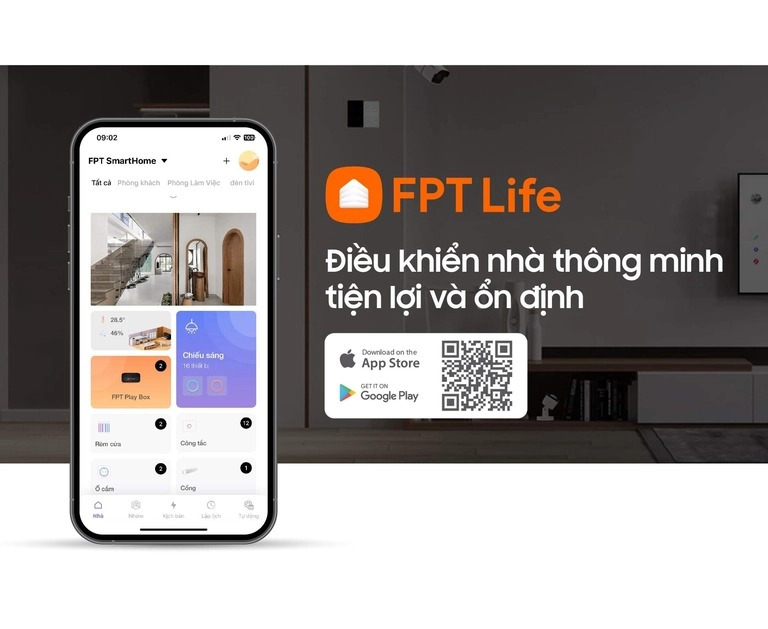 09:02
102
FPT SmartHome
Tất cả Phòng khách Phòng Làm Việc đèn tivi
28.5°
46%
Chiếu sáng
16 thiết bị
2
FPT Play Box
2
Rèm cửa
12
Công tắc
2
Ổ cắm
1
Cổng
Nhà Nhóm Kịch bản Lập lịch Tự động
FPT Life
Điều khiển nhà thông minh
tiện lợi và ổn định
Download on the
App Store
GET IT ON
Google Play